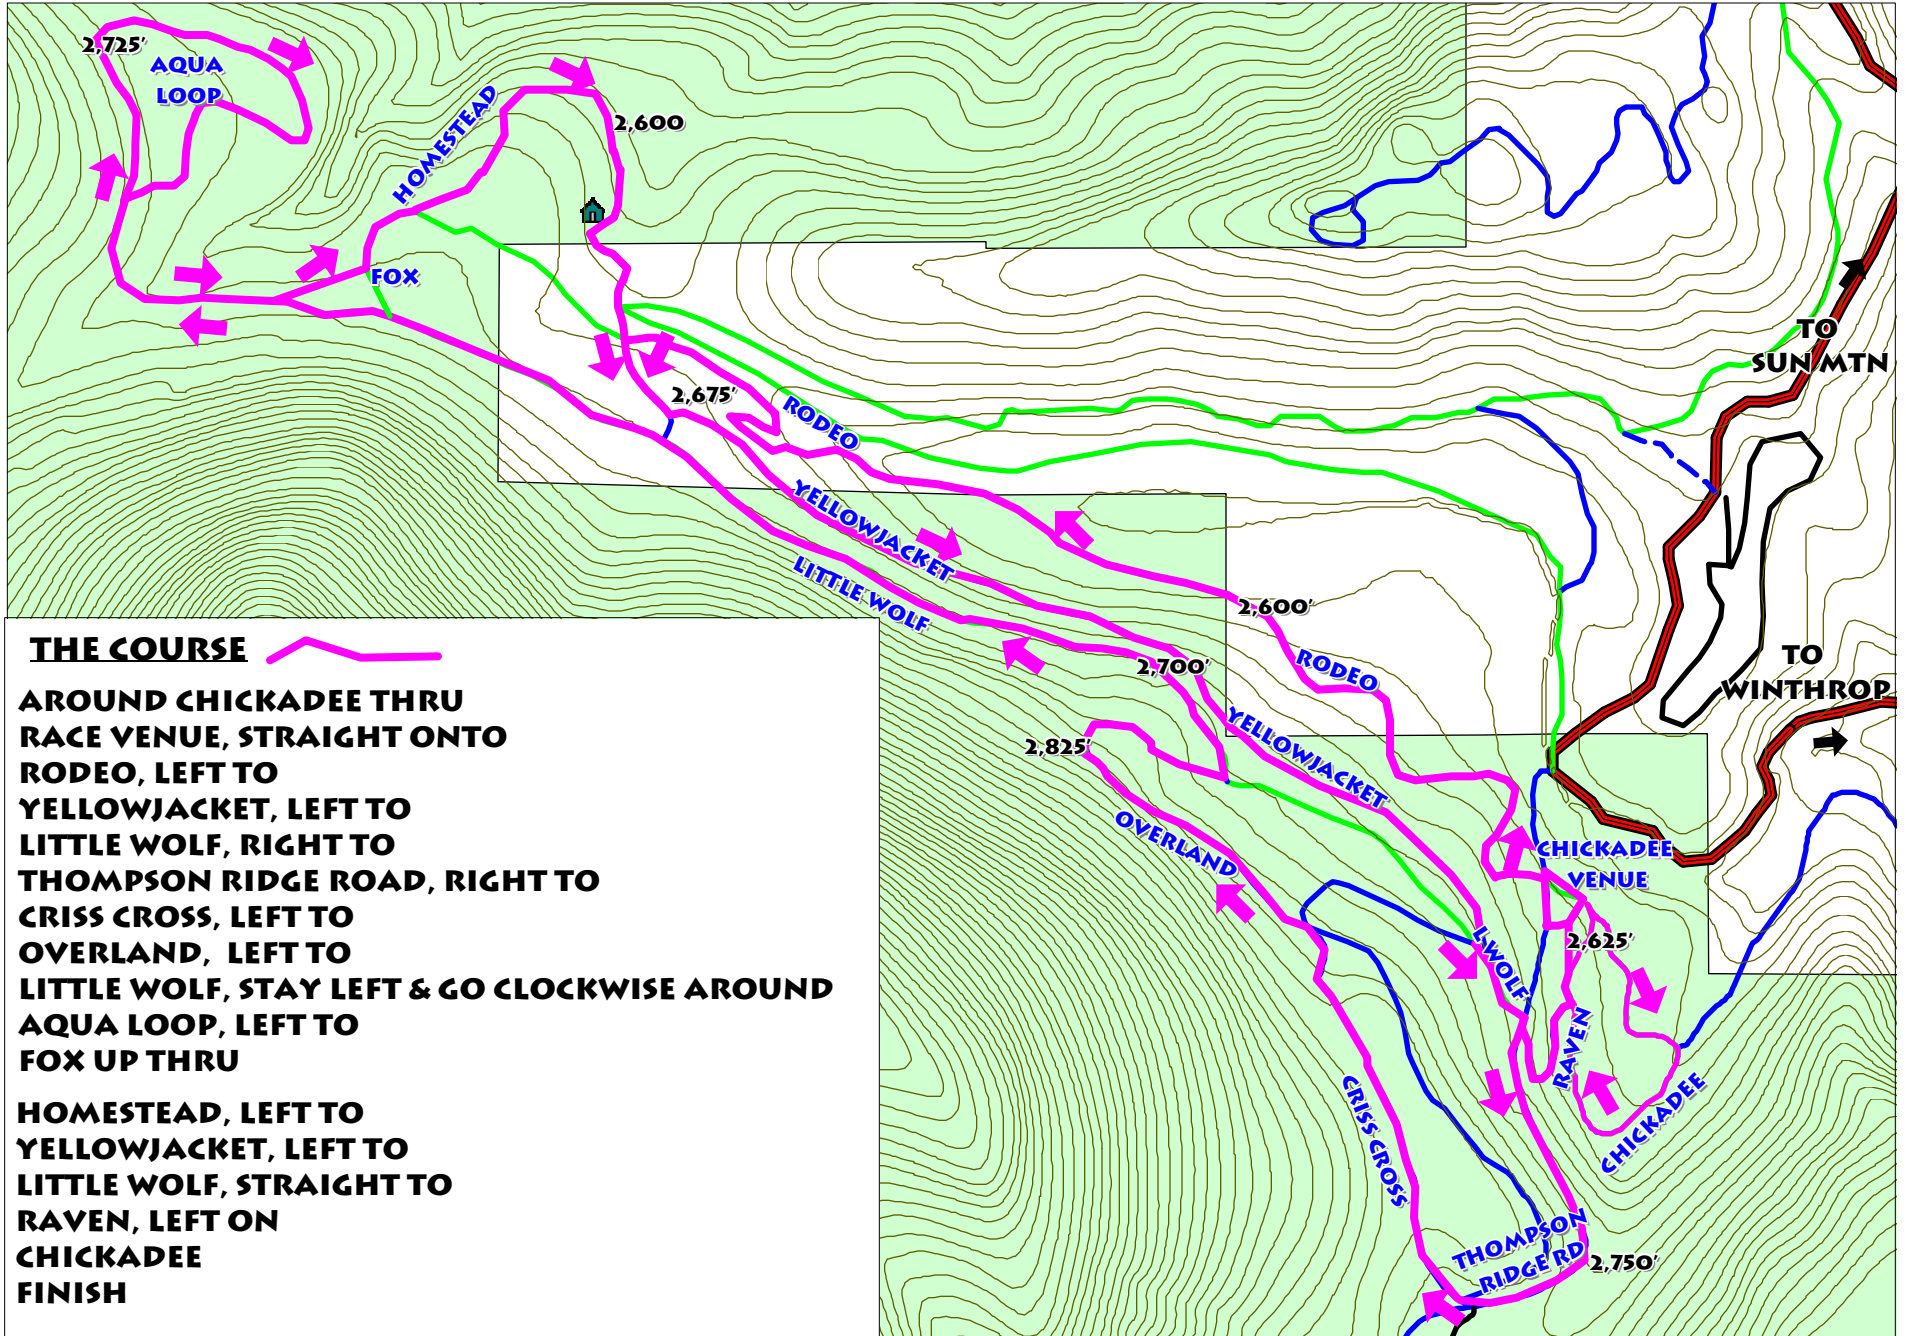 2,725'
AQUA
LOOP
HOMESTEAD
2,600
FOX
TO
SUN MTN
2,675'
RODEO
YELLOWJACKET
LITTLE WOLF
2,600'
RODEO
TO
WINTHROP
2,700'
YELLOWJACKET
2,825'
OVERLAND
CHICKADEE
VENUE
2,625'
L.WOLF
RAVEN
CHICKADEE
CRISS CROSS
THOMPSON
RIDGE RD
2,750'
THE COURSE
AROUND CHICKADEE THRU
RACE VENUE, STRAIGHT ONTO
RODEO, LEFT TO
YELLOWJACKET, LEFT TO
LITTLE WOLF, RIGHT TO
THOMPSON RIDGE ROAD, RIGHT TO
CRISS CROSS, LEFT TO
OVERLAND, LEFT TO
LITTLE WOLF, STAY LEFT & GO CLOCKWISE AROUND
AQUA LOOP, LEFT TO
FOX UP THRU
HOMESTEAD, LEFT TO
YELLOWJACKET, LEFT TO
LITTLE WOLF, STRAIGHT TO
RAVEN, LEFT ON
CHICKADEE
FINISH